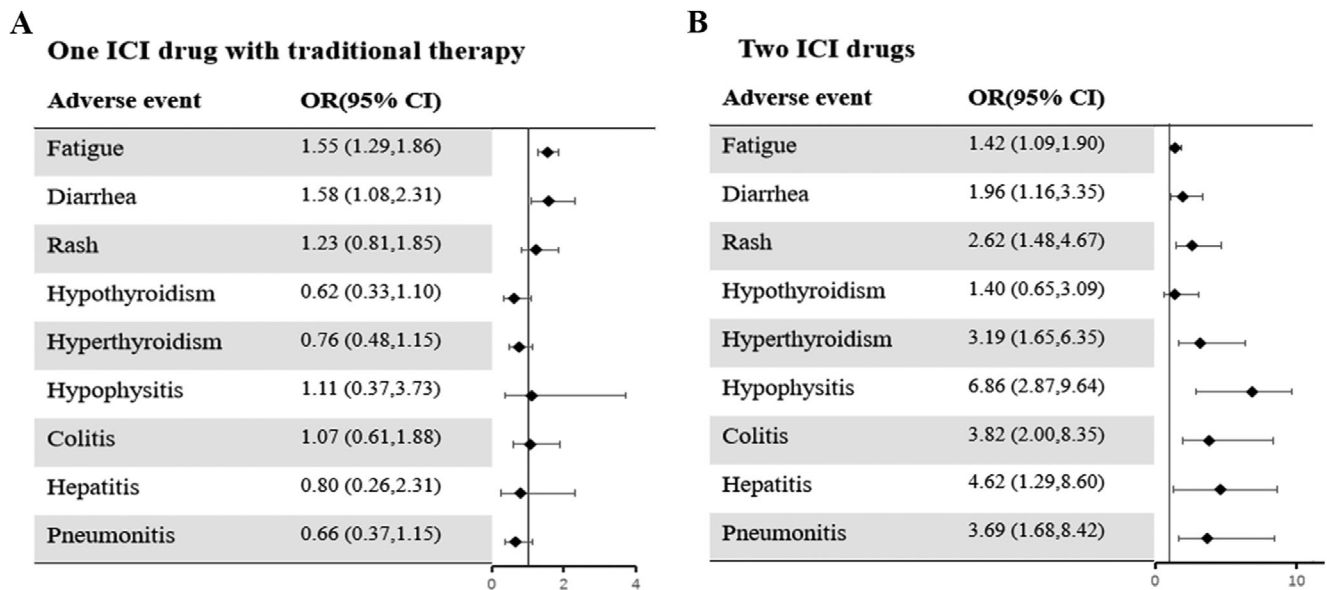 A
One ICI drug with traditional therapy
Adverse event OR(95% CI)
Fatigue 1.55 (1.29,1.86)
Diarrhea 1.58 (1.08,2.31)
Rash 1.23 (0.81,1.85)
Hypothyroidism 0.62 (0.33,1.10)
Hyperthyroidism 0.76 (0.48,1.15)
Hypophysitis 1.11 (0.37,3.73)
Colitis 1.07 (0.61,1.88)
Hepatitis 0.80 (0.26,2.31)
Pneumonitis 0.66 (0.37,1.15)
0 2 4
B
Two ICI drugs
Adverse event OR(95% CI)
Fatigue 1.42 (1.09,1.90)
Diarrhea 1.96 (1.16,3.35)
Rash 2.62 (1.48,4.67)
Hypothyroidism 1.40 (0.65,3.09)
Hyperthyroidism 3.19 (1.65,6.35)
Hypophysitis 6.86 (2.87,9.64)
Colitis 3.82 (2.00,8.35)
Hepatitis 4.62 (1.29,8.60)
Pneumonitis 3.69 (1.68,8.42)
0 10